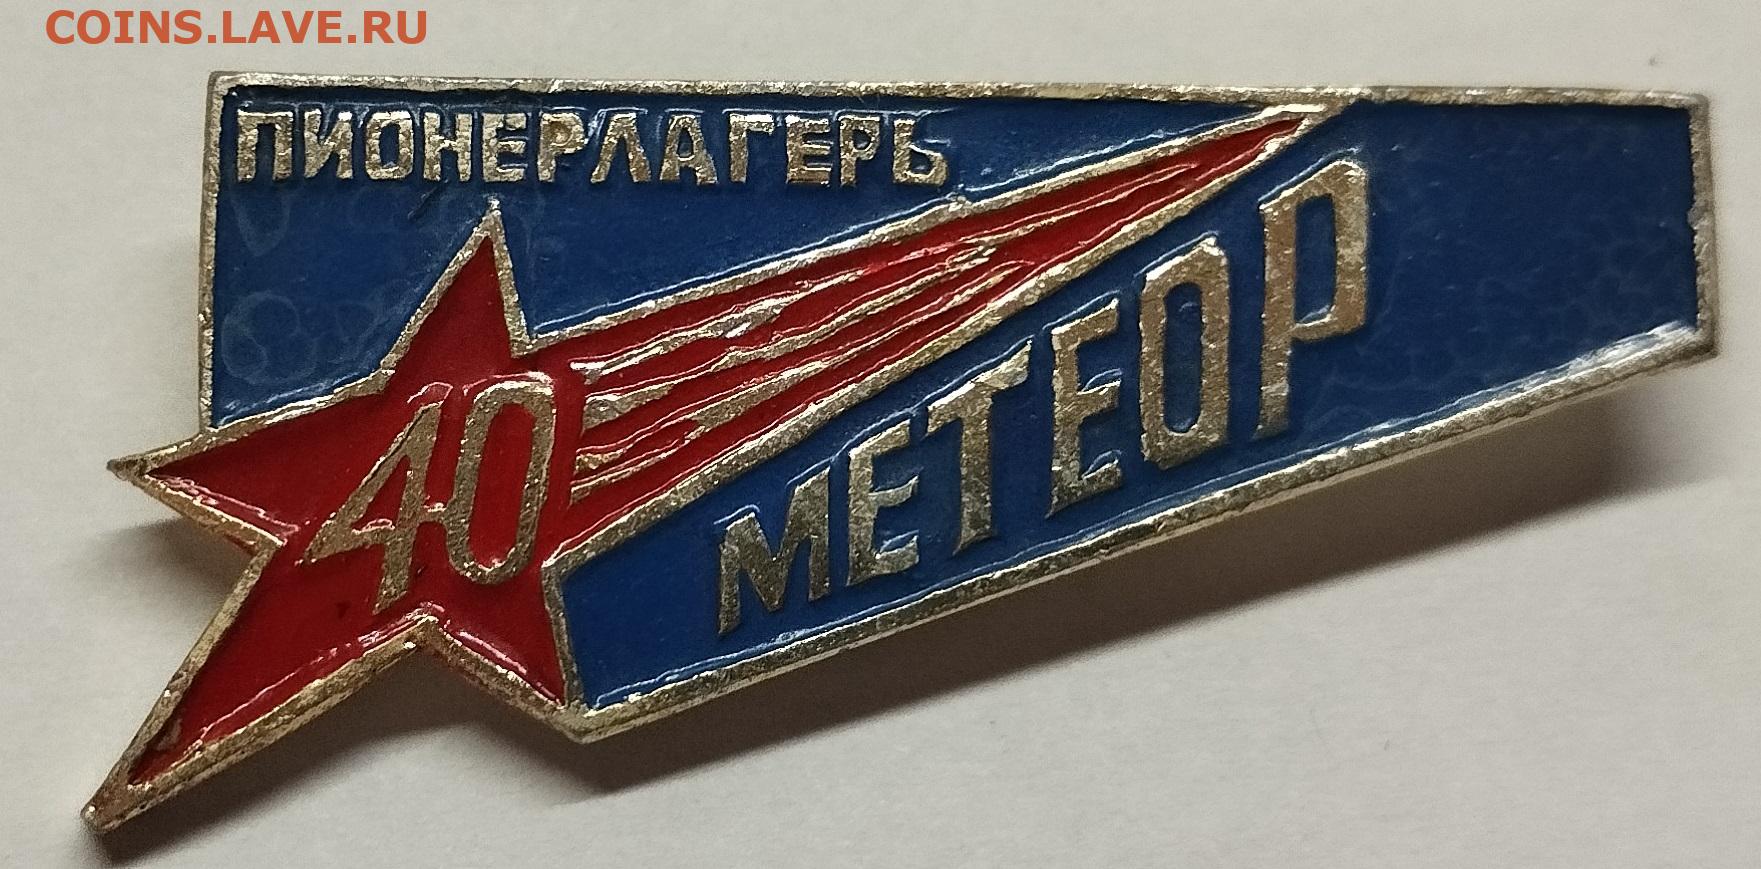 COINS.LAVE.RU
ПИОНЕРЛАГЕРЬ
40
МЕТЕОР